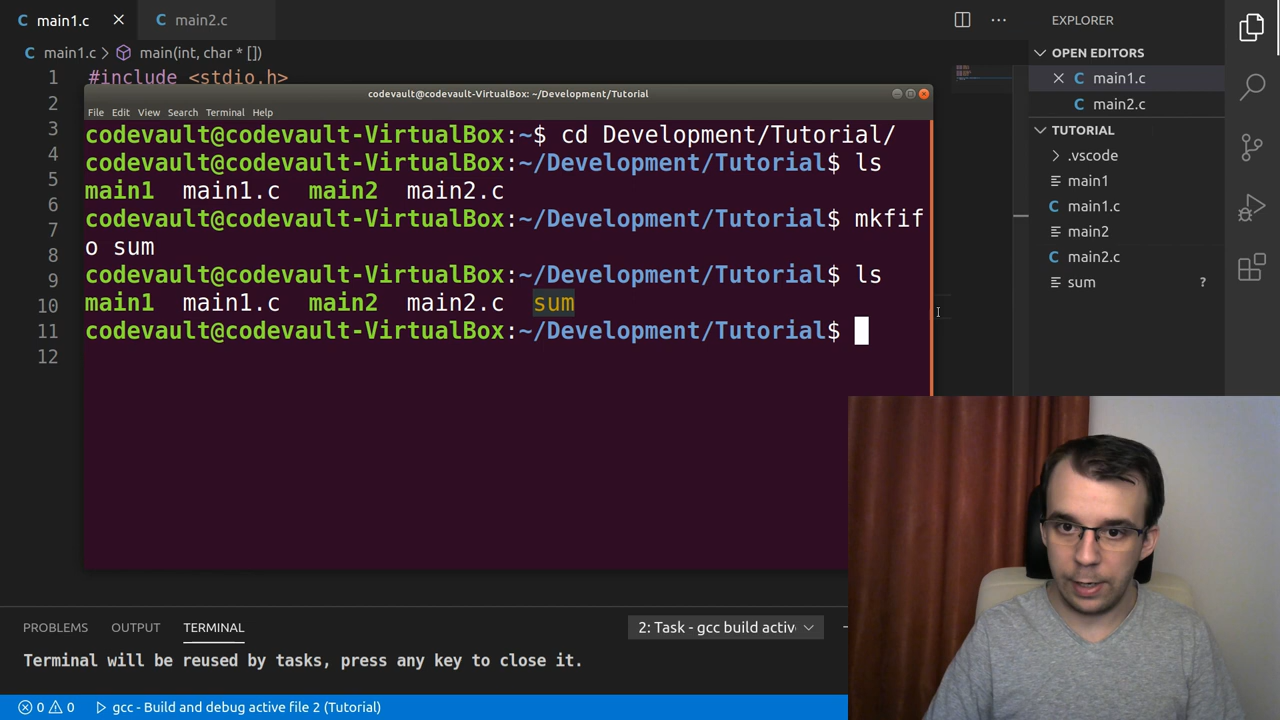 main1.c
main2.c
EXPLORER
main1.c > main(int, char * [])
OPEN EDITORS
main1.c
main2.c
TUTORIAL
.vscode
main1
main1.c
main2
main2.c
sum ?
1 #include <stdio.h>
2
3
4
5
6
7
8
9
10
11
12
codevault@codevault-VirtualBox: ~/Development/Tutorial
File Edit View Search Terminal Help
codevault@codevault-VirtualBox:~$ cd Development/Tutorial/
codevault@codevault-VirtualBox:~/Development/Tutorial$ ls
main1 main1.c main2 main2.c
codevault@codevault-VirtualBox:~/Development/Tutorial$ mkfif
o sum
codevault@codevault-VirtualBox:~/Development/Tutorial$ ls
main1 main1.c main2 main2.c sum
codevault@codevault-VirtualBox:~/Development/Tutorial$
PROBLEMS OUTPUT TERMINAL
2: Task - gcc build activ
Terminal will be reused by tasks, press any key to close it.
0 0 gcc - Build and debug active file 2 (Tutorial)